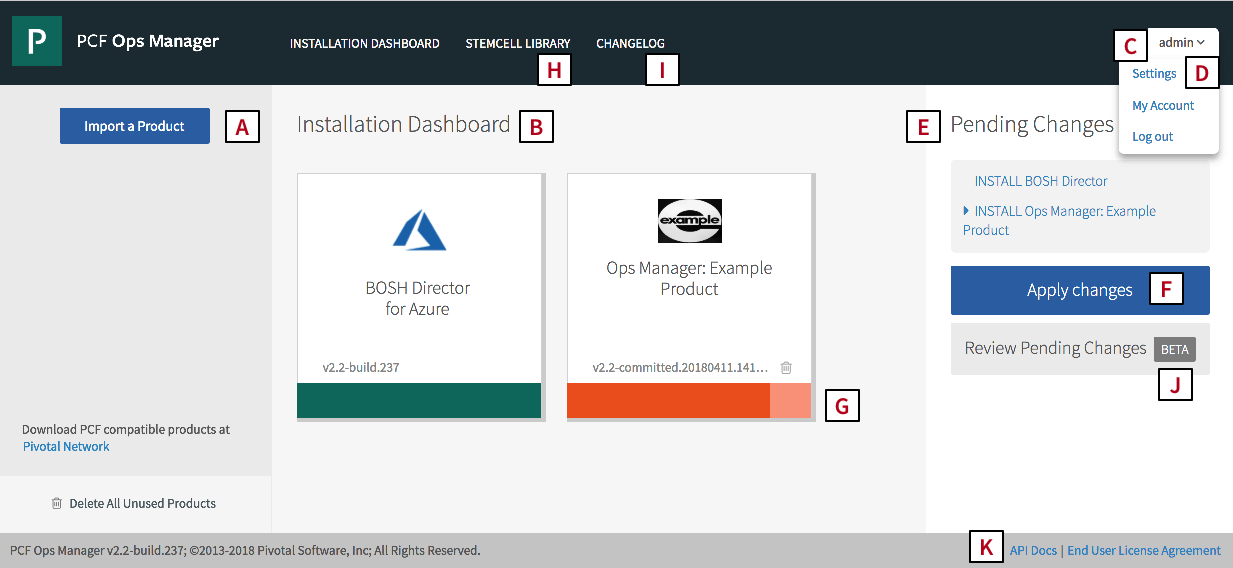 P PCF Ops Manager INSTALLATION DASHBOARD STEMCELL LIBRARY CHANGELOG C admin
H I Settings D
My Account
Log out
Import a Product A
Installation Dashboard B
E Pending Changes
INSTALL BOSH Director
INSTALL Ops Manager: Example
Product
Apply changes F
Review Pending Changes BETA
J
BOSH Director
for Azure
v2.2-build.237
example
Ops Manager: Example
Product
v2.2-committed.20180411.141...
G
Download PCF compatible products at
Pivotal Network
Delete All Unused Products
PCF Ops Manager v2.2-build.237; ©2013-2018 Pivotal Software, Inc; All Rights Reserved.
K API Docs | End User License Agreement